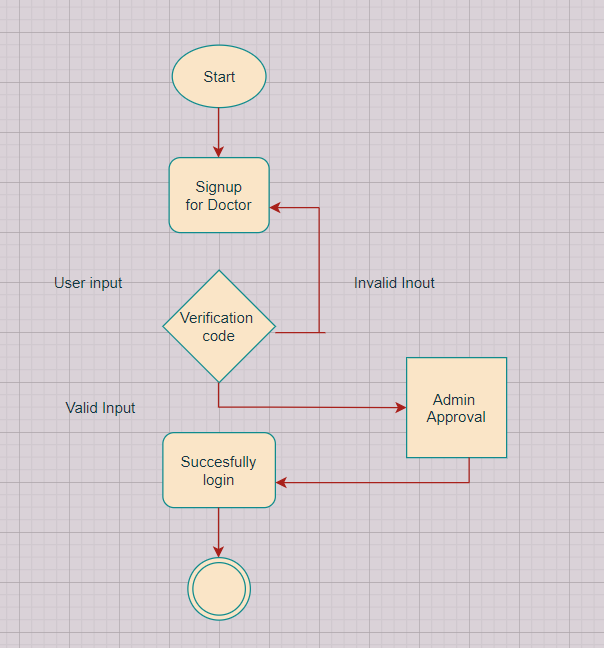 Start
Signup
for Doctor
User input
Invalid Inout
Verification
code
Admin
Approval
Valid Input
Succesfully
login